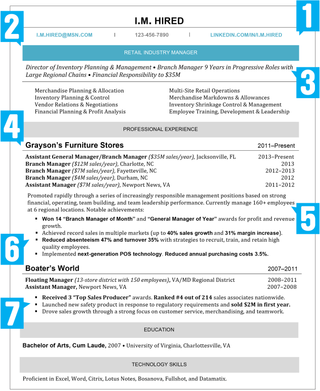 1
2
I.M. HIRED
I.M.HIRED@MSN.COM | 123-456-7890 | LINKEDIN.COM/IN/I.M.HIRED
RETAIL INDUSTRY MANAGER
3
Director of Inventory Planning & Management • Branch Manager 9 Years in Progressive Roles with
Large Regional Chains • Financial Responsibility to $35M
Merchandise Planning & Allocation
Inventory Planning & Control
Vendor Relations & Negotiations
Financial Planning & Profit Analysis
Multi-Site Retail Operations
Merchandise Markdowns & Allowances
Inventory Shrinkage Control & Management
Employee Training, Development & Leadership
4
PROFESSIONAL EXPERIENCE
Grayson's Furniture Stores 2011–Present
Assistant General Manager/Branch Manager ($35M sales/year), Jacksonville, FL 2013–Present
Branch Manager ($12M sales/year), Charlotte, NC 2013
Branch Manager ($7M sales/year), Fayetteville, NC 2012–2013
Branch Manager ($4M sales/year), Durham, NC 2012
Assistant Manager ($7M sales/year), Newport News, VA 2011–2012
Promoted rapidly through a series of increasingly responsible management positions based on strong
financial, operations, team building, and team leadership performance. Currently manage 160+ employees
at 6 regional locations. Notable achievements:
5
• Won "14 Branch Manager of Month" and "General Manager of Year" awards for profit growth and
revenue growth.
• Achieved record sales in multiple markets (up to 40% sales growth and 31% margin increase).
6
• Reduced absenteeism 47% and turnover 35% with strategies to recruit, train, and retain high
quality employees.
• Implemented next-generation POS technology. Reduced annual purchasing costs 3.5%.
Boater's World 2007–2011
Floating Manager (13-store district with 150 employees), VA/MD Regional District 2008–2011
Assistant Manager, Newport News, VA 2007–2008
7
• Received 3 "Top Sales Producer" awards. Ranked #4 out of 214 sales associates nationwide.
• Launched new safety product in response to regulatory requirements and sold $2M in first year.
• Drove sales growth through a strong focus on customer service, merchandising, and teamwork.
EDUCATION
Bachelor of Arts, Cum Laude, 2007 • University of Virginia, Charlottesville, VA
TECHNOLOGY SKILLS
Proficient in Excel, Word, Citrix, Lotus Notes, Business Vision, FullShot, and Dialog.